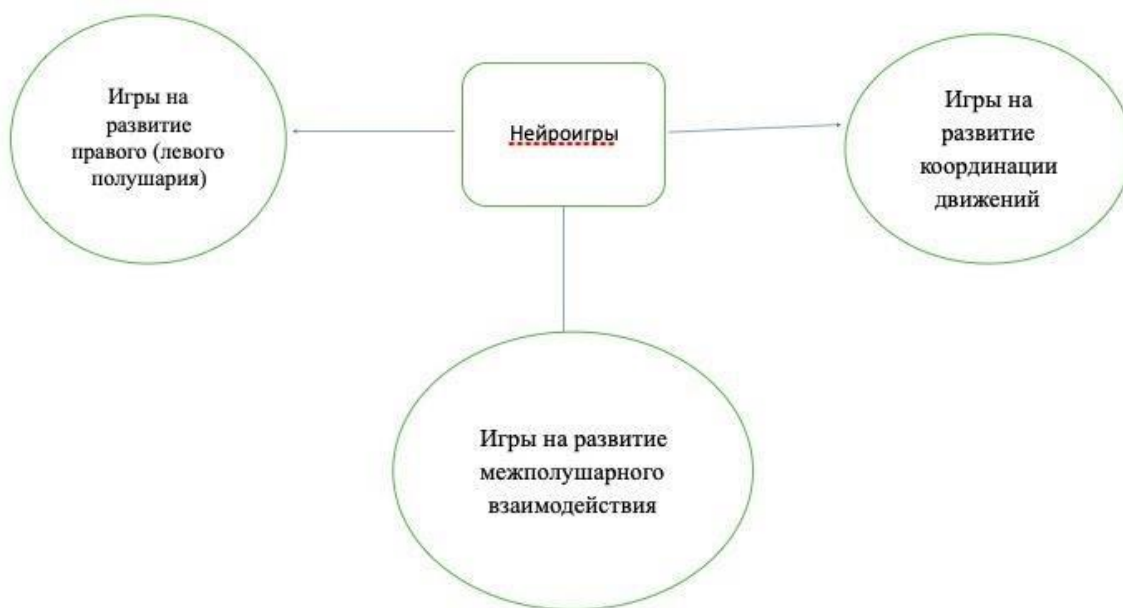 Игры на
развитие
правого (левого
полушария)
Нейроигры
Игры на
развитие
координации
движений
Игры на развитие
межполушарного
взаимодействия